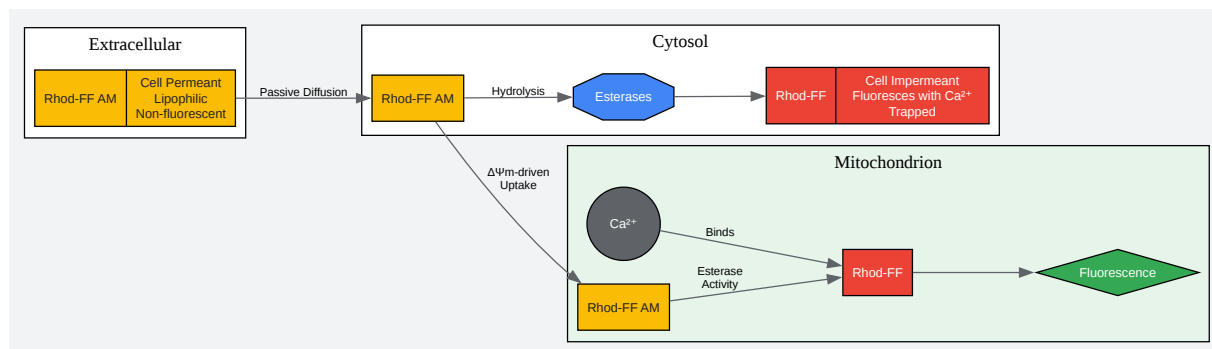 Extracellular
Rhod-FF AM
Cell Permeant
Lipophilic
Non-fluorescent
Passive Diffusion
Cytosol
Rhod-FF AM
Hydrolysis
Esterases
Rhod-FF
Cell Impermeant
Fluoresces with Ca²⁺
Trapped
ΔΨm-driven
Uptake
Mitochondrion
Ca²⁺
Binds
Rhod-FF AM
Esterase
Activity
Rhod-FF
Fluorescence